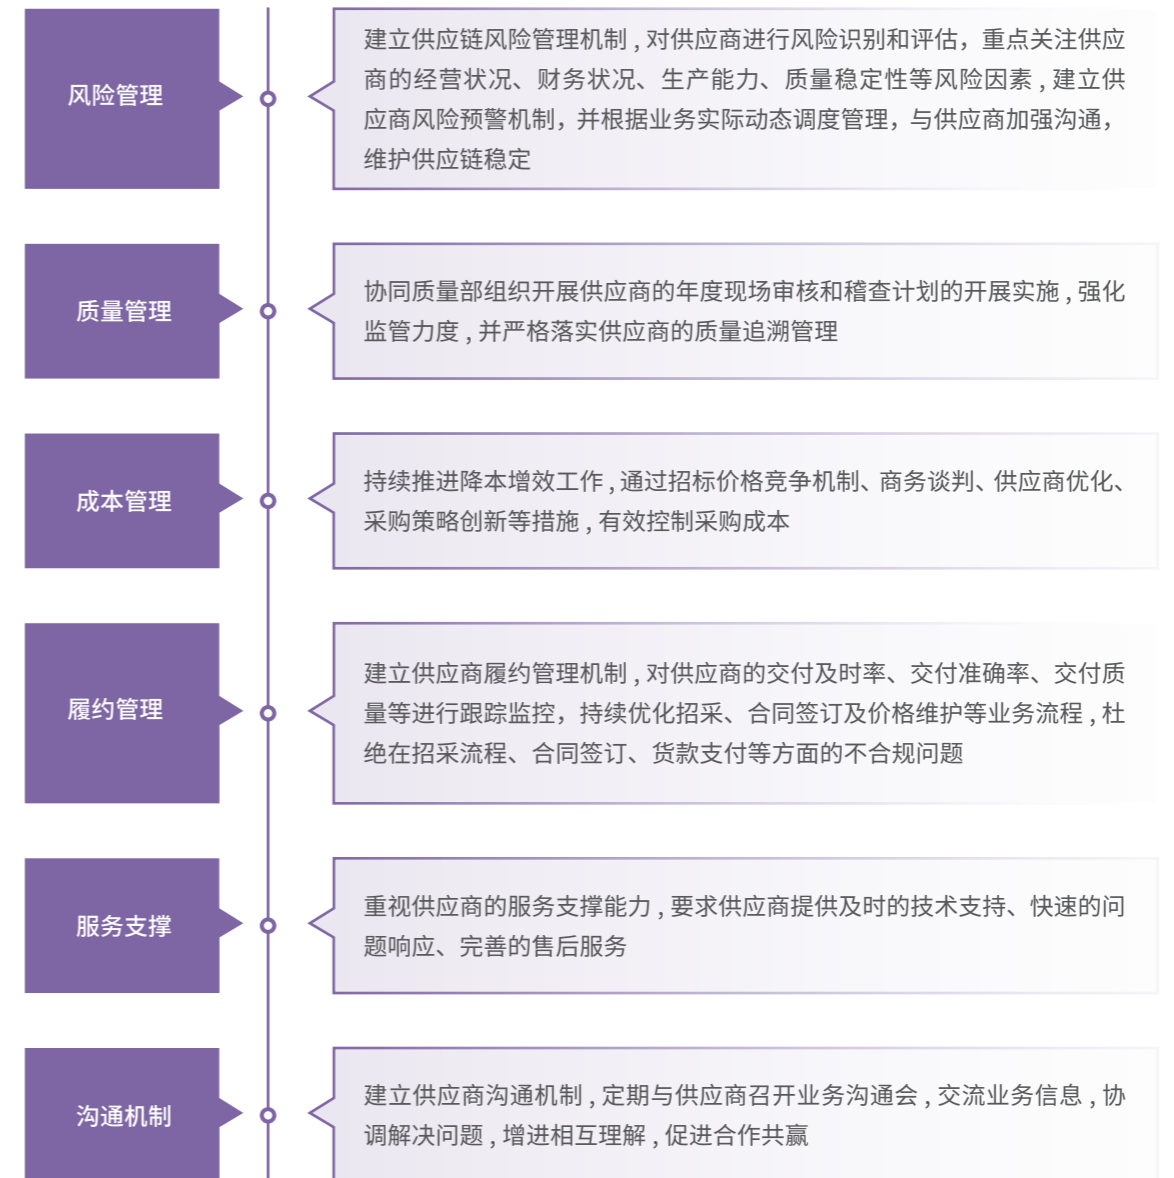 风险管理
建立供应链风险管理机制，对供应商进行风险识别和评估，重点关注供应
商的经营状况、财务状况、生产能力、质量稳定性等风险因素，建立供
应商风险预警机制，并根据业务实际动态调度管理，与供应商加强沟通，
维护供应链稳定
质量管理
协同质量部组织开展供应商的年度现场审核和稽查计划的开展实施，强化
监管力度，并严格落实供应商的质量追溯管理
成本管理
持续推进降本增效工作，通过招标价格竞争机制、商务谈判、供应商优化、
采购策略创新等措施，有效控制采购成本
履约管理
建立供应商履约管理机制，对供应商的交付及时率、交付准确率、交付质
量等进行跟踪监控，持续优化招采、合同签订及价格维护等业务流程，杜
绝在招采流程、合同签订、货款支付等方面的不合规问题
服务支撑
重视供应商的服务支撑能力，要求供应商提供及时的技术支持、快速的问
题响应、完善的售后服务
沟通机制
建立供应商沟通机制，定期与供应商召开业务沟通会，交流业务信息，协
调解决问题，增进相互理解，促进合作共赢